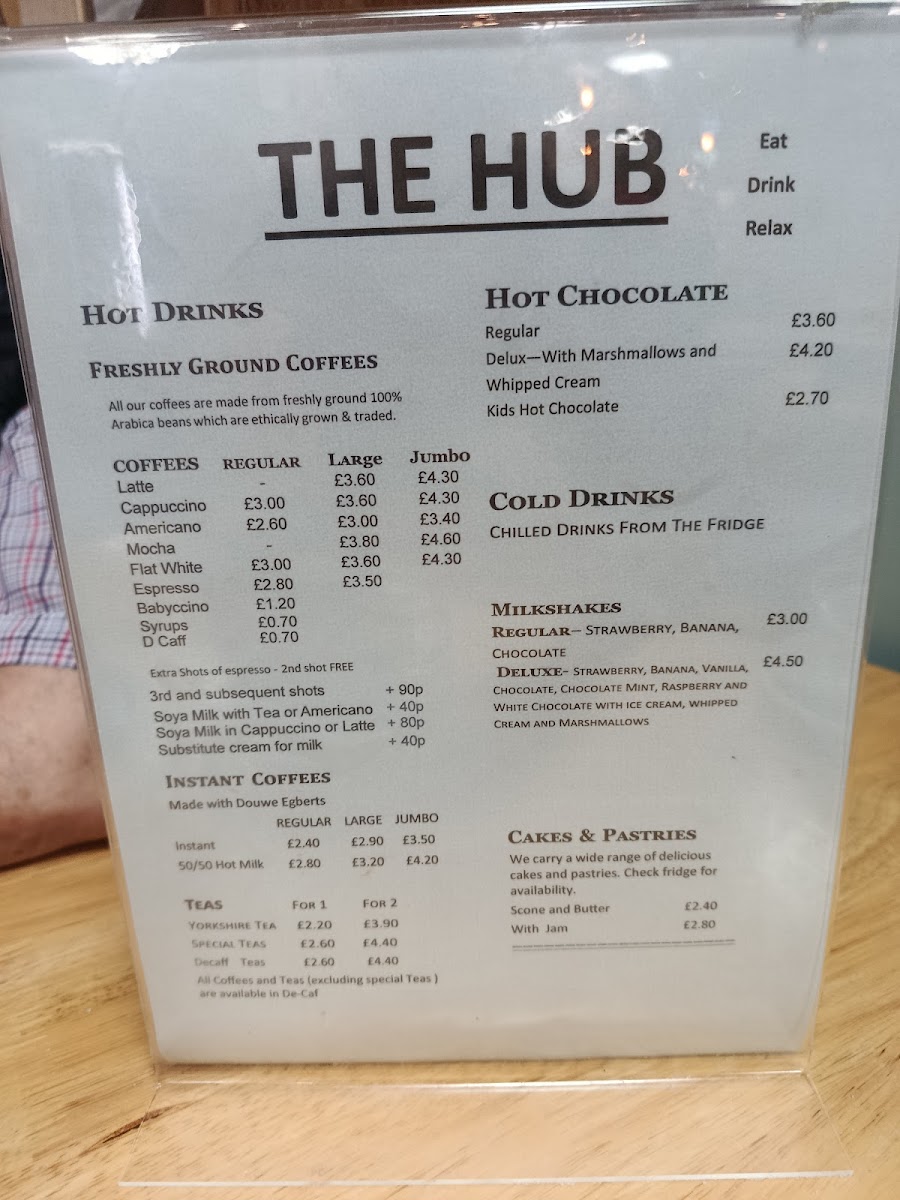 THE HUB
Eat
Drink
Relax
HOT DRINKS
FRESHLY GROUND COFFEES
All our coffees are made from freshly ground 100%
Arabica beans which are ethically grown & traded.
COFFEES REGULAR LARge Jumbo
Latte - £3.60 £4.30
Cappuccino £3.00 £3.60 £4.30
Americano £2.60 £3.00 £3.40
Mocha - £3.80 £4.60
Flat White £3.00 £3.60 £4.30
Espresso £2.80 £3.50
Babyccino £1.20
Syrups £0.70
D Caff £0.70
Extra Shots of espresso - 2nd shot FREE
3rd and subsequent shots + 90p
Soya Milk with Tea or Americano + 40p
Soya Milk in Cappuccino or Latte + 80p
Substitute cream for milk + 40p
INSTANT COFFEES
Made with Douwe Egberts
REGULAR LARGE JUMBO
Instant £2.40 £2.90 £3.50
50/50 Hot Milk £2.80 £3.20 £4.20
TEAS FOR 1 FOR 2
YORKSHIRE TEA £2.20 £3.90
SPECIAL TEAS £2.60 £4.40
Decaff Teas £2.60 £4.40
All Coffees and Teas (excluding special Teas )
are available in De-Caf
HOT CHOCOLATE
Regular £3.60
Delux—With Marshmallows and £4.20
Whipped Cream
Kids Hot Chocolate £2.70
COLD DRINKS
CHILLED DRINKS FROM THE FRIDGE
MILKSHAKES
REGULAR– STRAWBERRY, BANANA, £3.00
CHOCOLATE
DELUXE– STRAWBERRY, BANANA, VANILLA, £4.50
CHOCOLATE, CHOCOLATE MINT, RASPBERRY AND
WHITE CHOCOLATE WITH ICE CREAM, WHIPPED
CREAM AND MARSHMALLOWS
CAKES & PASTRIES
We carry a wide range of delicious
cakes and pastries. Check fridge for
availability.
Scone and Butter £2.40
With Jam £2.80